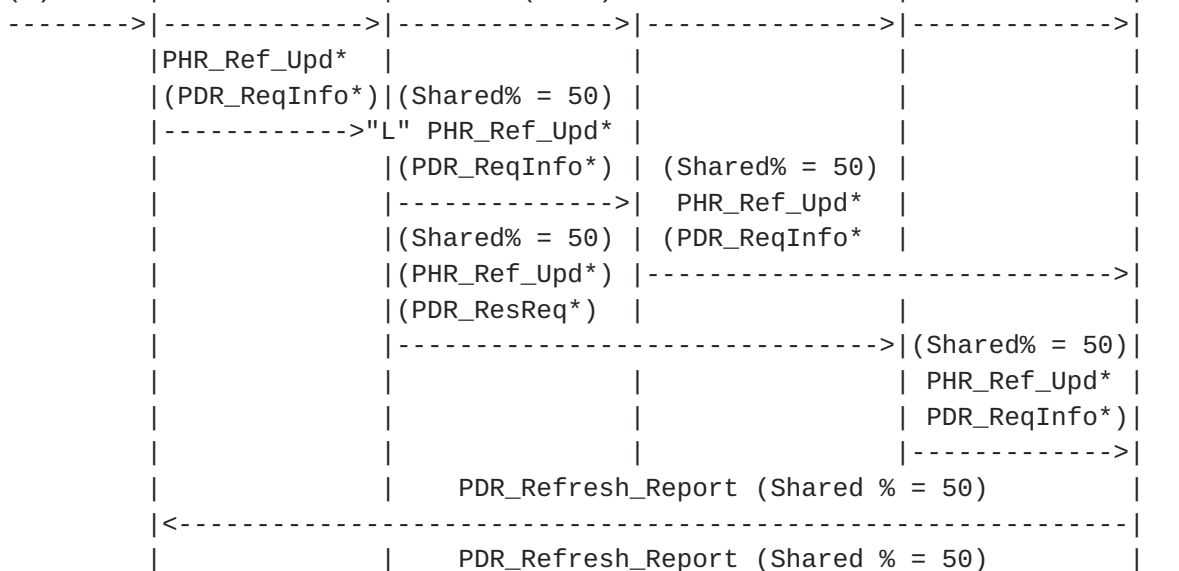 -------->|------------->|-------------->|--------------->|------------->|
         |PHR_Ref_Upd*  |               |                |              |
         |(PDR_ReqInfo*)|(Shared% = 50) |                |              |
         |------------>"L" PHR_Ref_Upd* |                |              |
         |              |(PDR_ReqInfo*) | (Shared% = 50) |              |
         |              |-------------->|  PHR_Ref_Upd*  |              |
         |              |(Shared% = 50) | (PDR_ReqInfo*  |              |
         |              |(PHR_Ref_Upd*) |------------------------------>|
         |              |(PDR_ResReq*)  |                |              |
         |              |------------------------------->|(Shared% = 50)|
         |              |               |                | PHR_Ref_Upd* |
         |              |               |                | PDR_ReqInfo*)|
         |              |               |                |------------->|
         |              |    PDR_Refresh_Report (Shared % = 50)         |
         |<-------------------------------------------------------------|
         |              |    PDR_Refresh_Report (Shared % = 50)         |